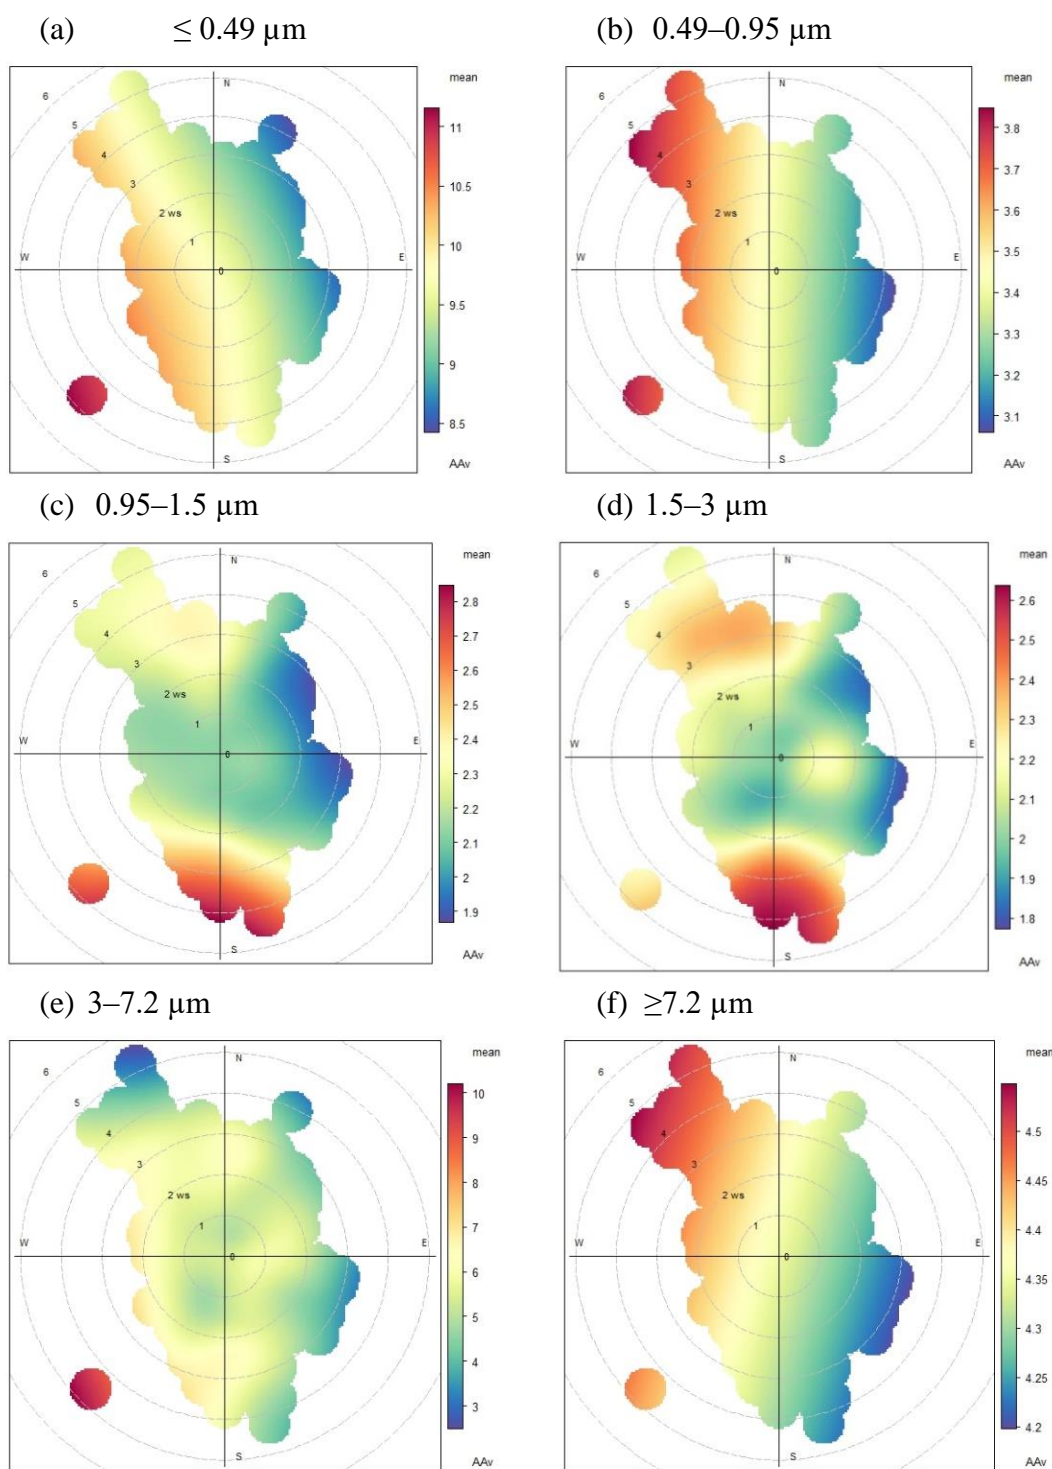 (a) ≤ 0.49 µm
(b) 0.49–0.95 µm
mean
6
5
4
3
2 ws
1
0
N
W
E
S
11
10.5
10
9.5
9
8.5
AAv
mean
6
5
4
3
2 ws
1
0
N
W
E
S
3.8
3.7
3.6
3.5
3.4
3.3
3.2
3.1
AAv
(c) 0.95–1.5 µm
(d) 1.5–3 µm
mean
6
5
4
3
2 ws
1
0
N
W
E
S
2.8
2.7
2.6
2.5
2.4
2.3
2.2
2.1
2
1.9
AAv
mean
6
5
4
3
2 ws
1
0
N
W
E
S
2.6
2.5
2.4
2.3
2.2
2.1
2
1.9
1.8
AAv
(e) 3–7.2 µm
(f) ≥7.2 µm
mean
6
5
4
3
2 ws
1
0
N
W
E
S
10
9
8
7
6
5
4
3
AAv
mean
6
5
4
3
2 ws
1
0
N
W
E
S
4.5
4.45
4.4
4.35
4.3
4.25
4.2
AAv